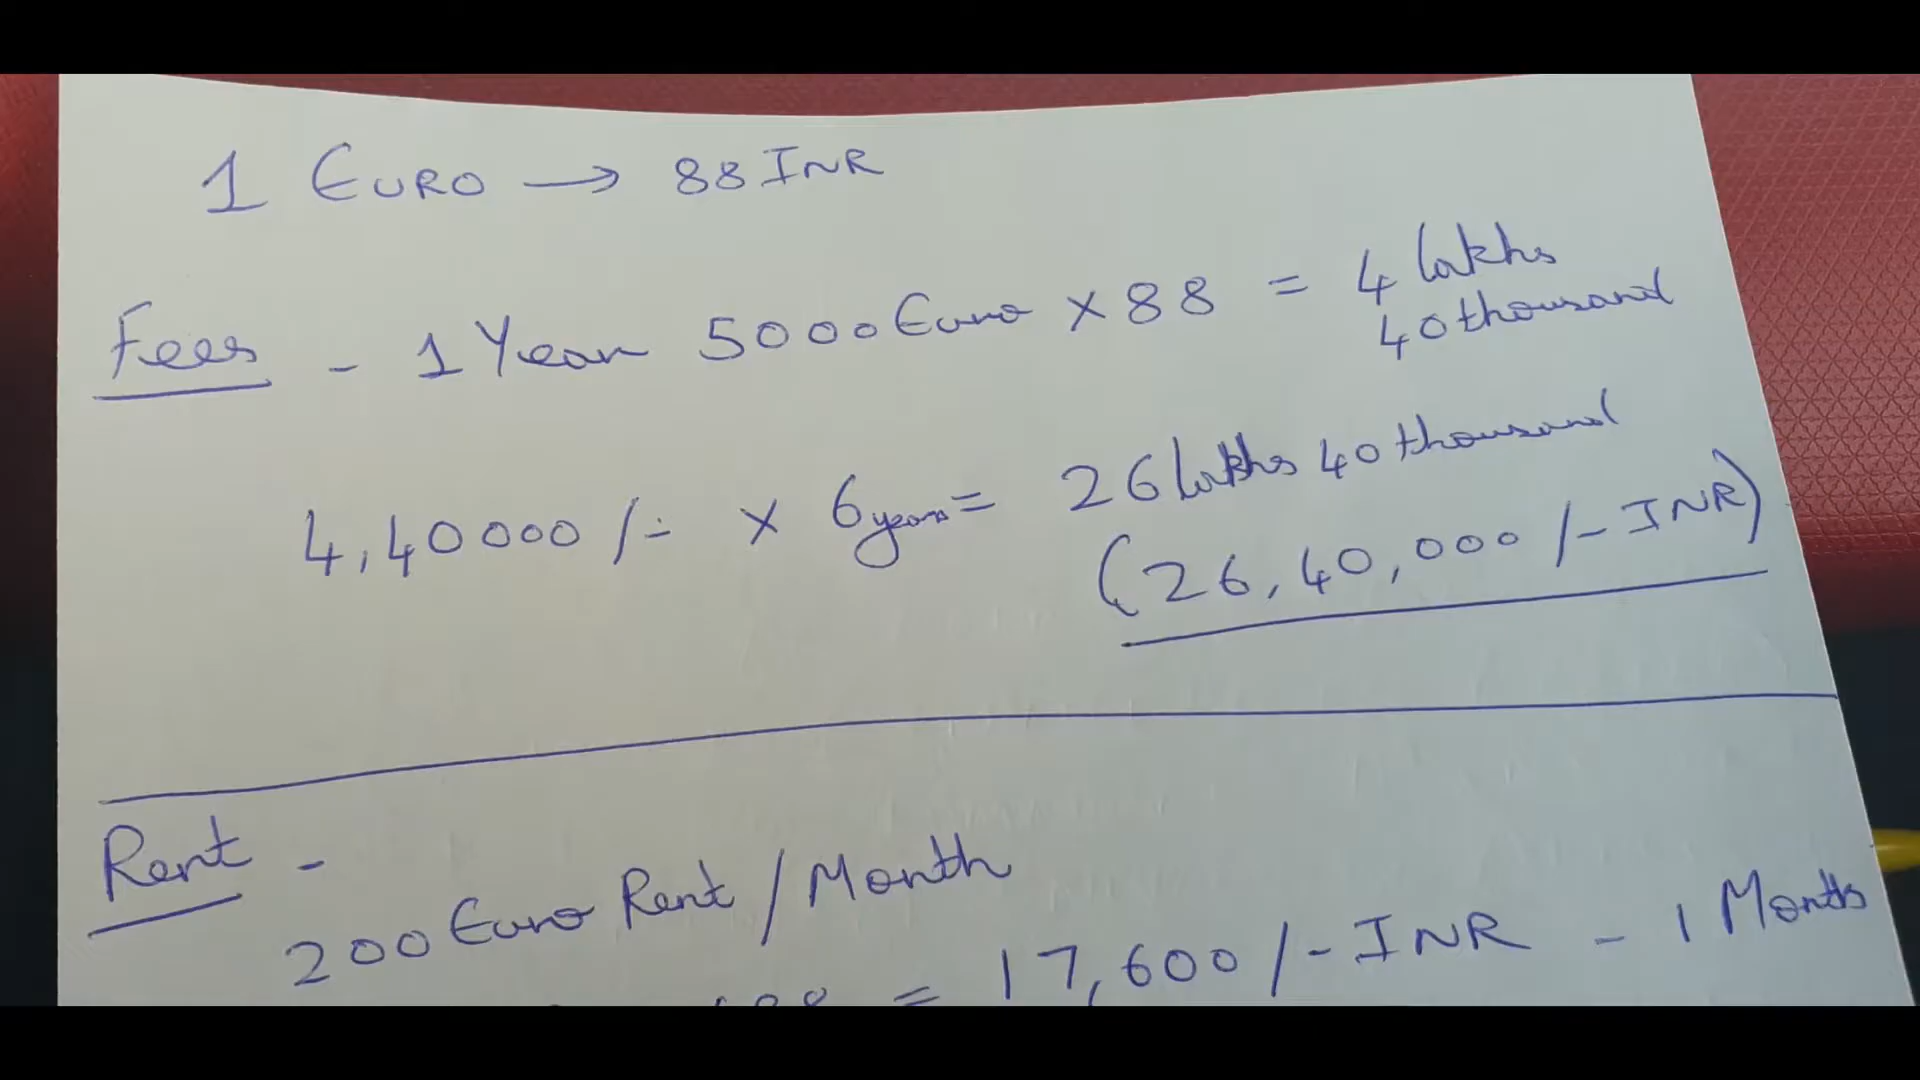 1 EURO → 88 INR
Fees - 1 Year 5000 Euro × 88 = 4 lakhs
40 thousand
4,40000/- × 6 years = 26 lakhs 40 thousand
(26,40,000/- INR)
Rent -
200 Euro Rent / Month
= 17,600/- INR - 1 Month